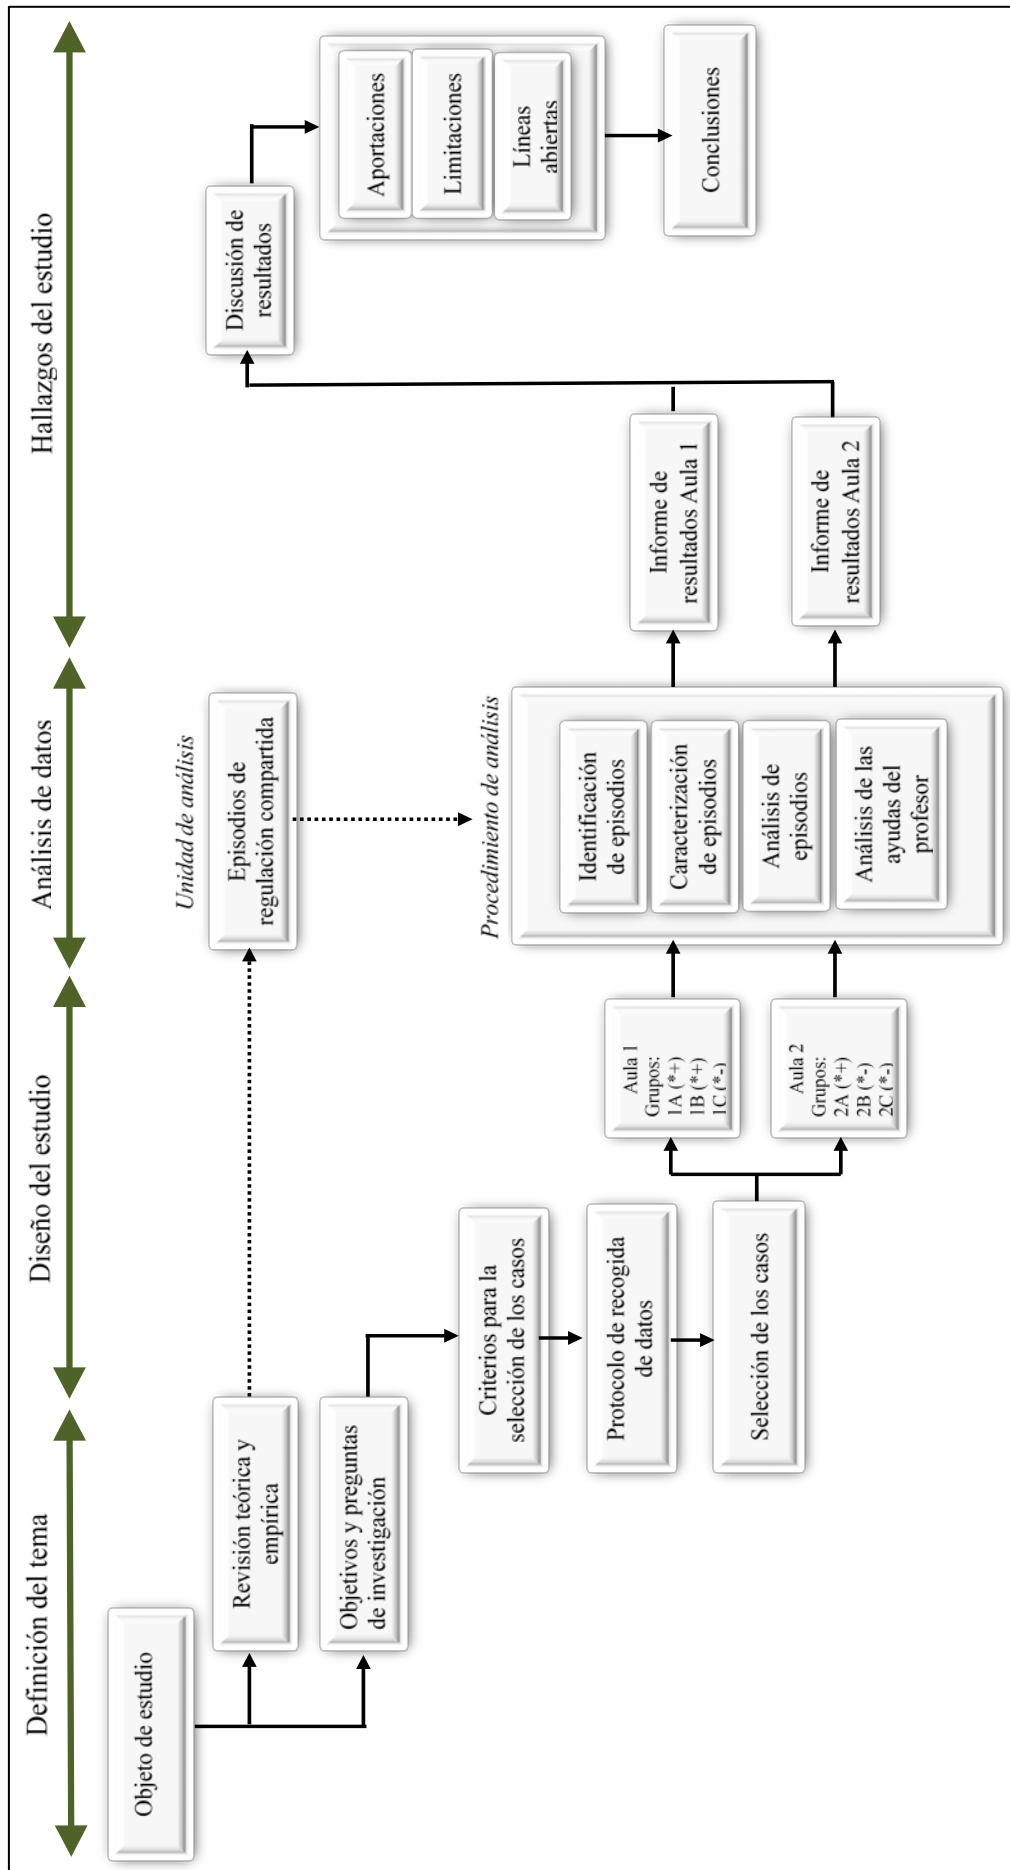 Definición del tema
Diseño del estudio
Análisis de datos
Hallazgos del estudio
Objeto de estudio
Revisión teórica y
empírica
Objetivos y preguntas
de investigación
Criterios para la
selección de los casos
Protocolo de recogida
de datos
Selección de los casos
Aula 1
Grupos:
1A (*+)
1B (*+)
1C (*-)
Aula 2
Grupos:
2A (*+)
2B (*-)
2C (*-)
Unidad de análisis
Episodios de
regulación compartida
Procedimiento de análisis
Identificación
de episodios
Caracterización
de episodios
Análisis de
episodios
Análisis de las
ayudas del
profesor
Informe de
resultados Aula 1
Informe de
resultados Aula 2
Discusión de
resultados
Aportaciones
Limitaciones
Líneas
abiertas
Conclusiones